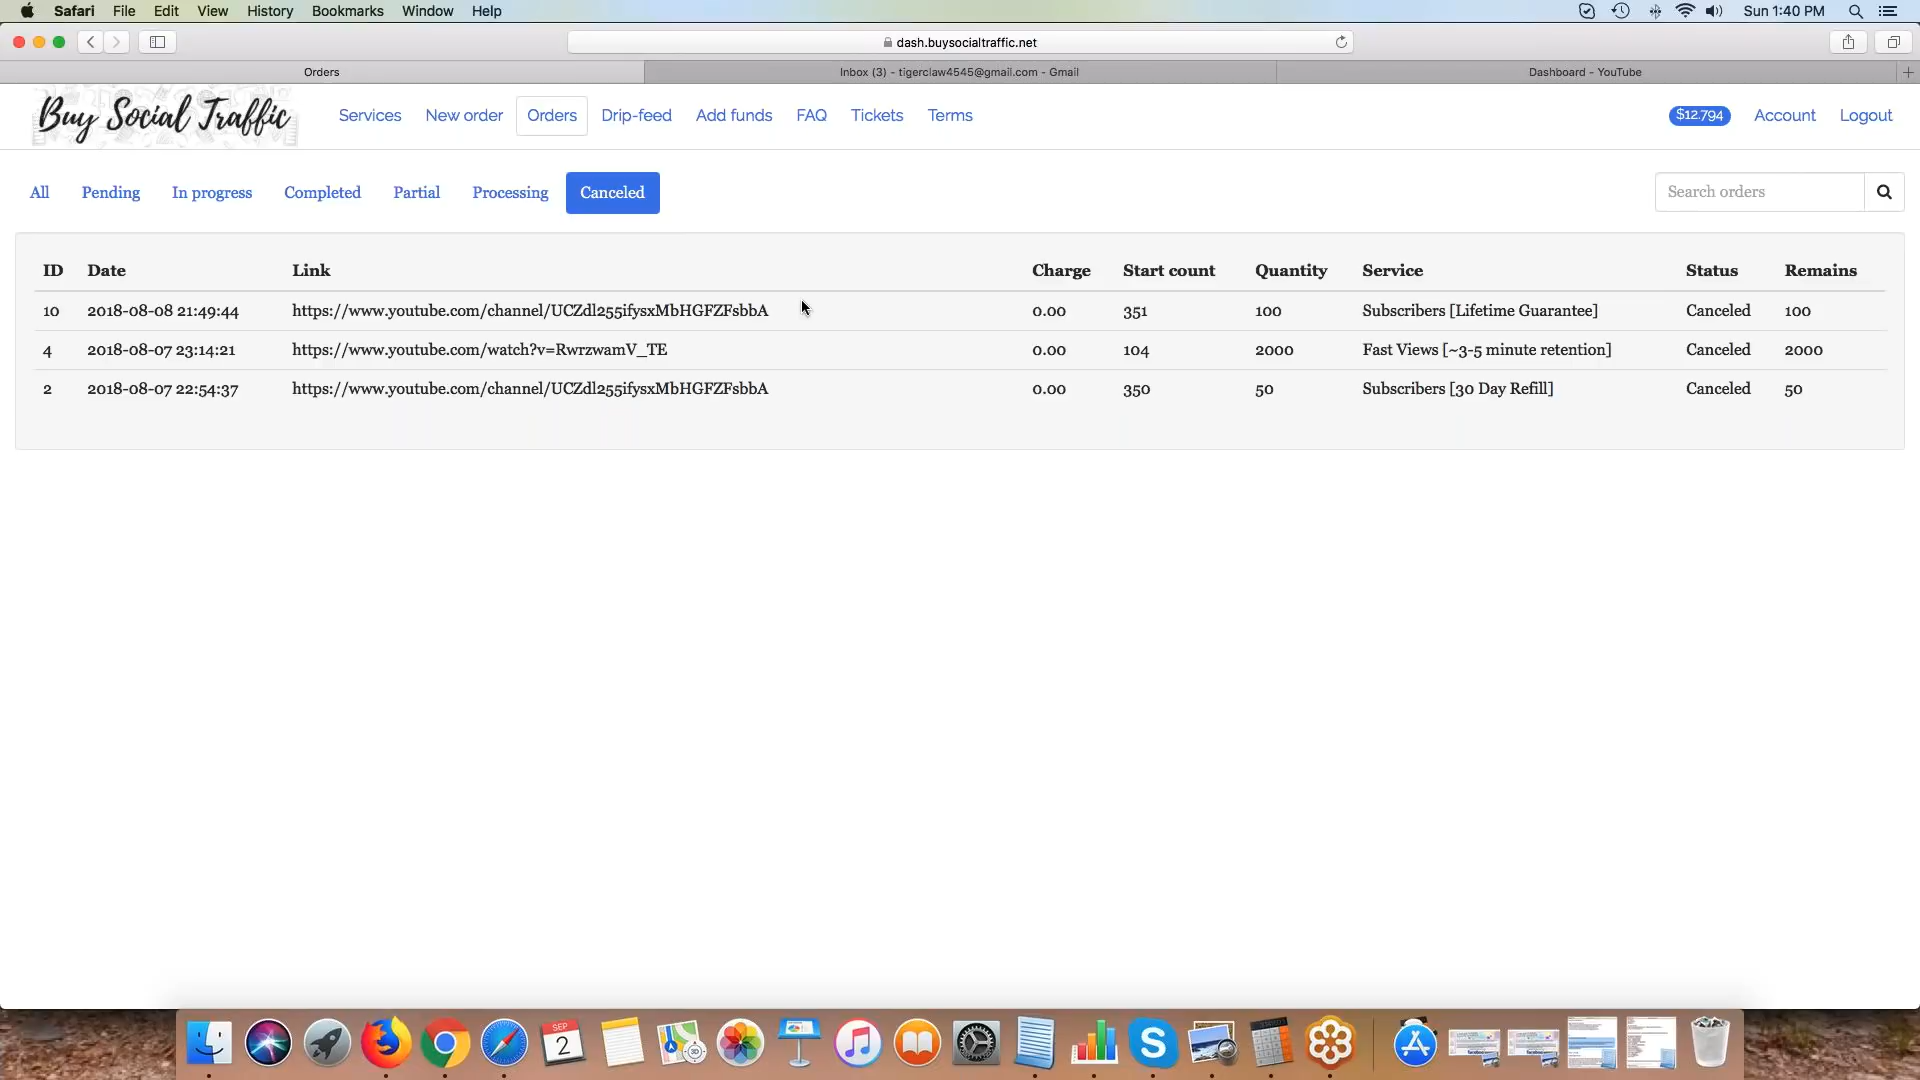 Safari File Edit View History Bookmarks Window Help Sun 1:40 PM
dash.buysocialtraffic.net
Orders Inbox (3) - tigerclaw4545@gmail.com - Gmail Dashboard - YouTube
Buy Social Traffic Services New order Orders Drip-feed Add funds FAQ Tickets Terms $12.794 Account Logout
All Pending In progress Completed Partial Processing Canceled Search orders
ID Date Link Charge Start count Quantity Service Status Remains
10 2018-08-08 21:49:44 https://www.youtube.com/channel/UCZdl255ifysxMbHGFZFsbbA 0.00 351 100 Subscribers [Lifetime Guarantee] Canceled 100
4 2018-08-07 23:14:21 https://www.youtube.com/watch?v=RwrzwamV_TE 0.00 104 2000 Fast Views [~3-5 minute retention] Canceled 2000
2 2018-08-07 22:54:37 https://www.youtube.com/channel/UCZdl255ifysxMbHGFZFsbbA 0.00 350 50 Subscribers [30 Day Refill] Canceled 50
SEP
2
3D